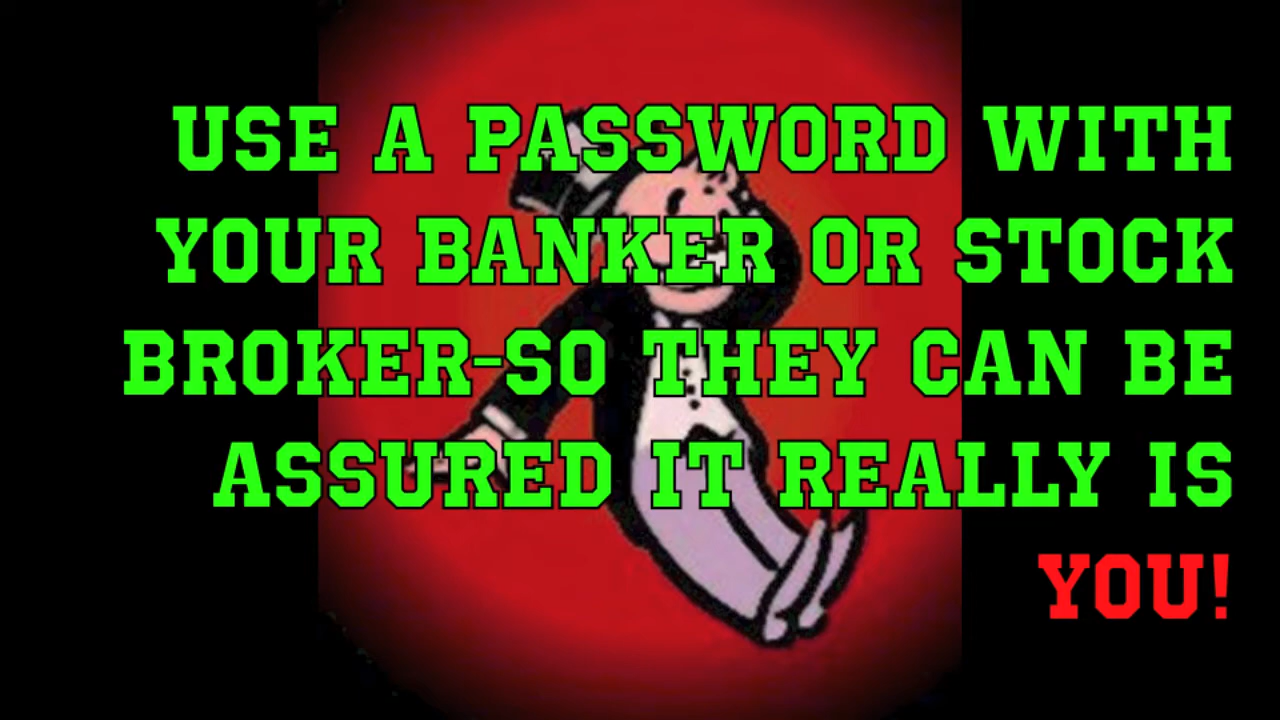 USE A PASSWORD WITH
YOUR BANKER OR STOCK
BROKER-SO THEY CAN BE
ASSURED IT REALLY IS
YOU!